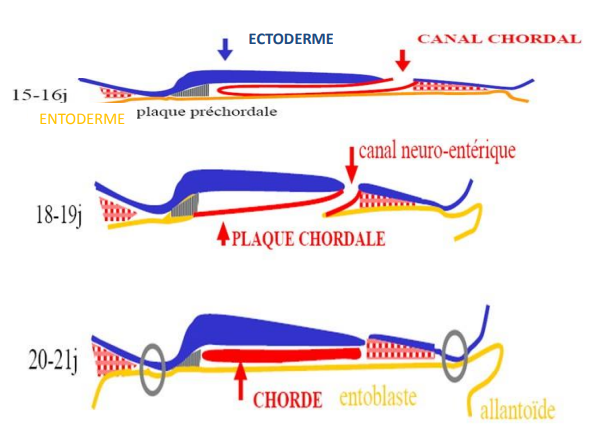 ECTODERME
CANAL CHORDAL
15-16j
ENTODERME
plaque préchordale
canal neuro-entérique
18-19j
PLAQUE CHORDALE
20-21j
CHORDE
entoblaste
allantoïde